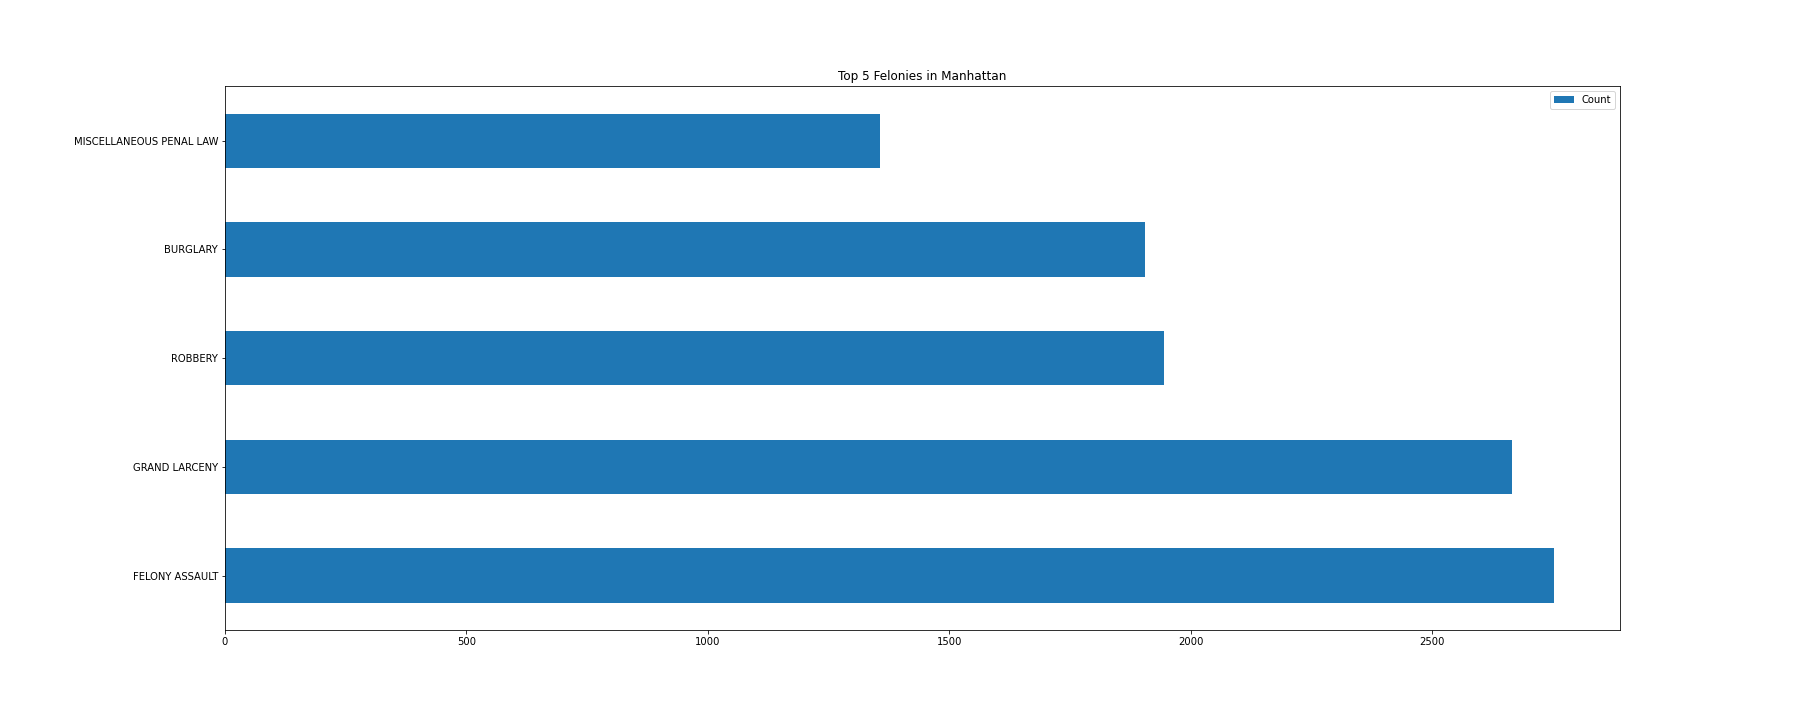 Top 5 Felonies in Manhattan
Count
MISCELLANEOUS PENAL LAW
BURGLARY
ROBBERY
GRAND LARCENY
FELONY ASSAULT
0 500 1000 1500 2000 2500